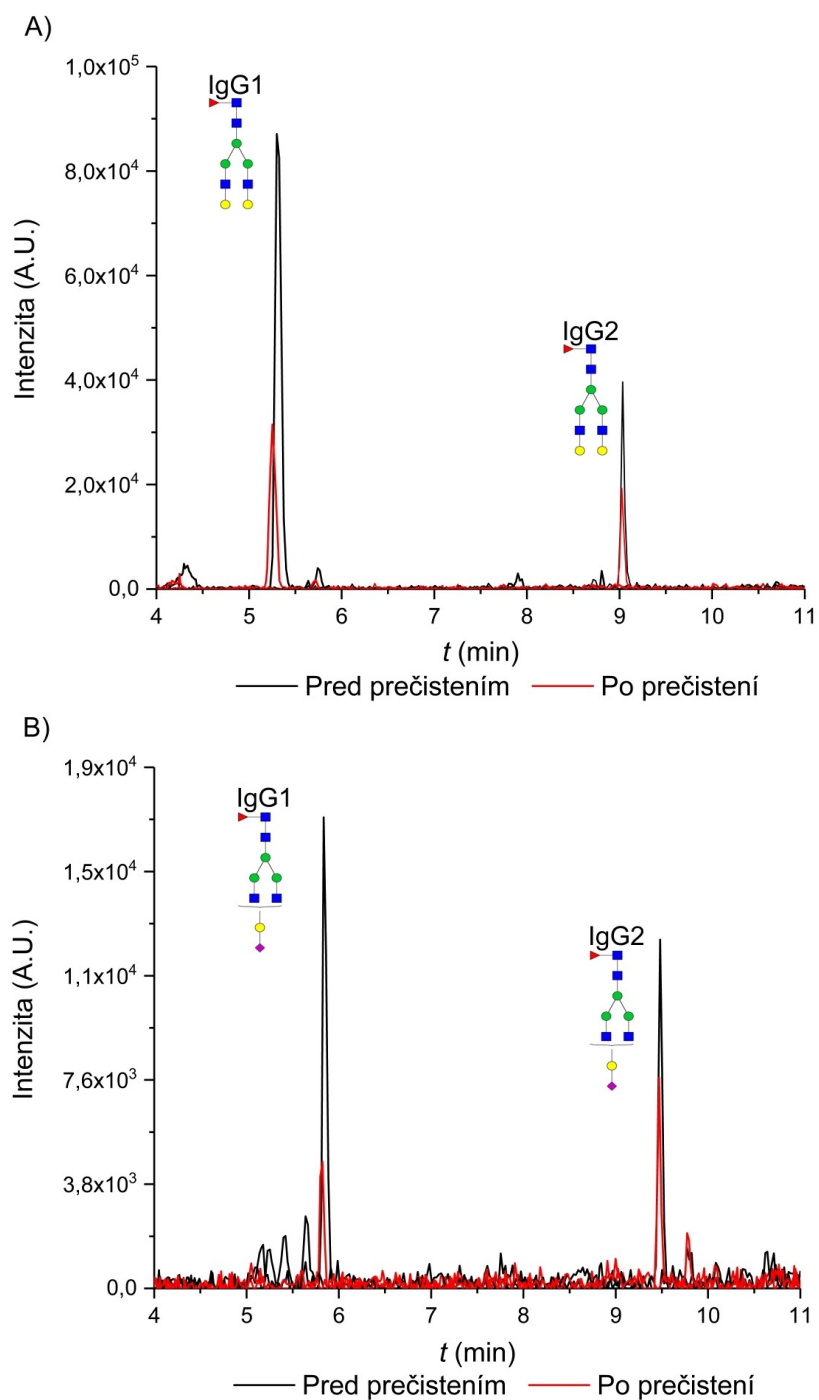 A)
IgG1
IgG2
1,0x10⁵
8,0x10⁴
6,0x10⁴
4,0x10⁴
2,0x10⁴
0,0
Intenzita (A.U.)
4 5 6 7 8 9 10 11
t (min)
Pred prečistením Po prečistení
B)
IgG1
IgG2
1,9x10⁴
1,5x10⁴
1,1x10⁴
7,6x10³
3,8x10³
0,0
Intenzita (A.U.)
4 5 6 7 8 9 10 11
t (min)
Pred prečistením Po prečistení